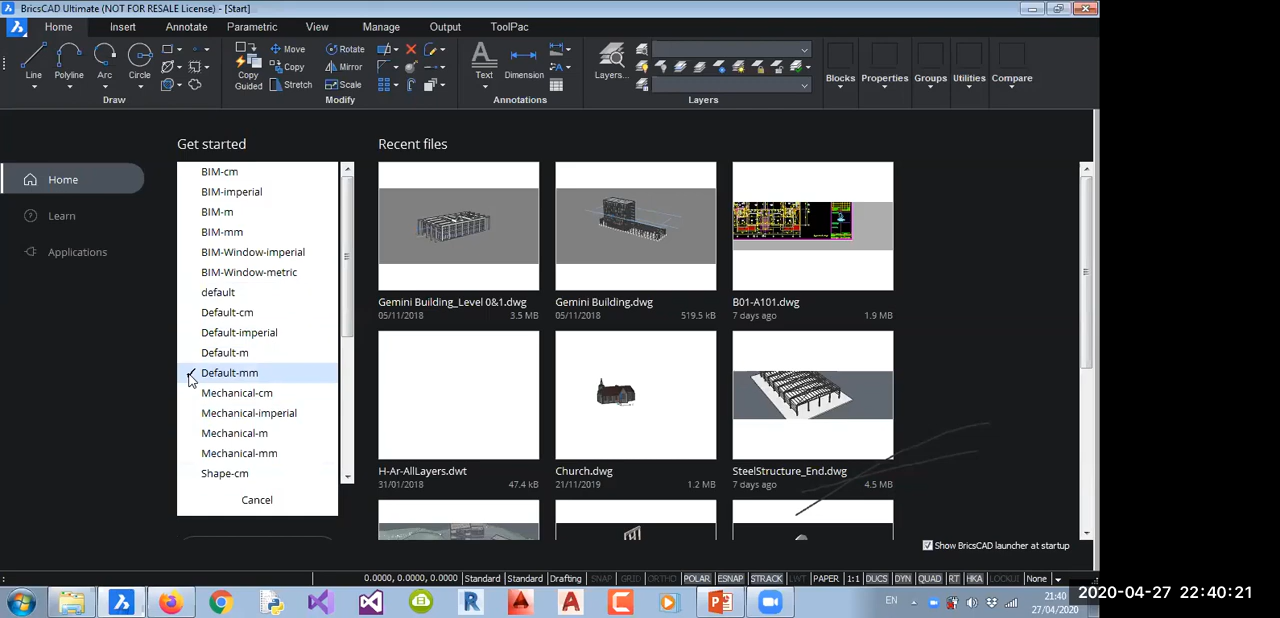 BricsCAD Ultimate (NOT FOR RESALE License) - [Start]
Home Insert Annotate Parametric View Manage Output ToolPac
Line Polyline Arc Circle
Draw
Copy Guided
Move Rotate
Copy Mirror
Stretch Scale
Modify
Text Dimension
Annotations
Layers...
Layers
Blocks Properties Groups Utilities Compare
Home
Learn
Applications
Get started
BIM-cm
BIM-imperial
BIM-m
BIM-mm
BIM-Window-imperial
BIM-Window-metric
default
Default-cm
Default-imperial
Default-m
Default-mm
Mechanical-cm
Mechanical-imperial
Mechanical-m
Mechanical-mm
Shape-cm
Cancel
Recent files
Gemini Building_Level 0&1.dwg
05/11/2018 3.5 MB
Gemini Building.dwg
05/11/2018 519.5 kB
B01-A101.dwg
7 days ago 1.9 MB
H-Ar-AllLayers.dwt
31/01/2018 47.4 kB
Church.dwg
21/11/2019 1.2 MB
SteelStructure_End.dwg
7 days ago 4.5 MB
Show BricsCAD launcher at startup
: 0.0000, 0.0000, 0.0000 Standard Standard Drafting SNAP GRID ORTHO POLAR ESNAP STRACK LWT PAPER 1:1 DUCS DYN QUAD RT HKA LOCKUI None
EN
21:40
27/04/2020
2020-04-27 22:40:21